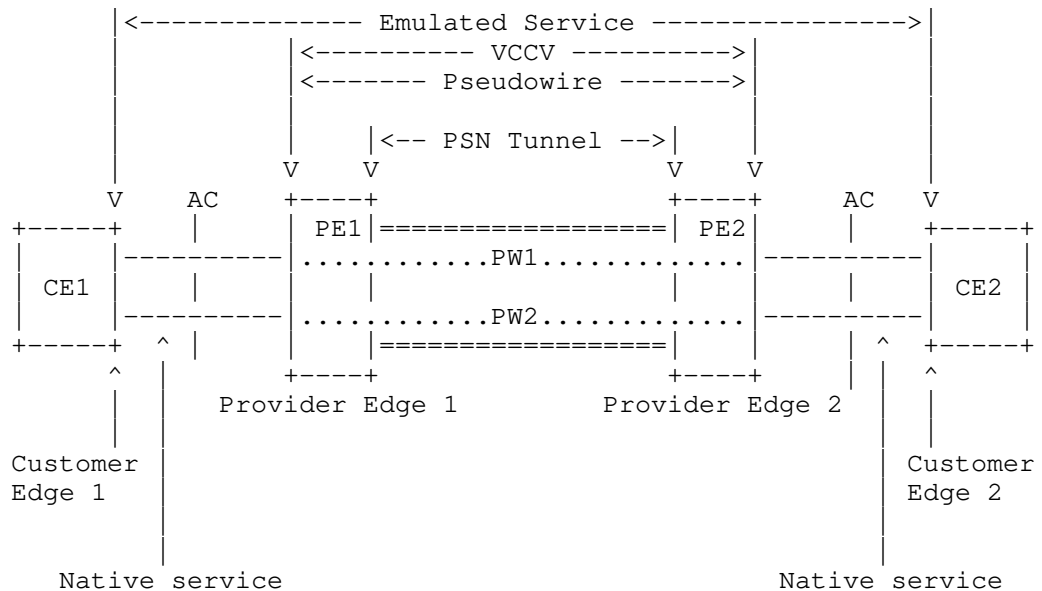 Emulated Service
VCCV
Pseudowire
PSN Tunnel
AC AC
PE1 PE2
PW1
CE1 CE2
PW2
Provider Edge 1 Provider Edge 2
Customer Customer
Edge 1 Edge 2
Native service Native service